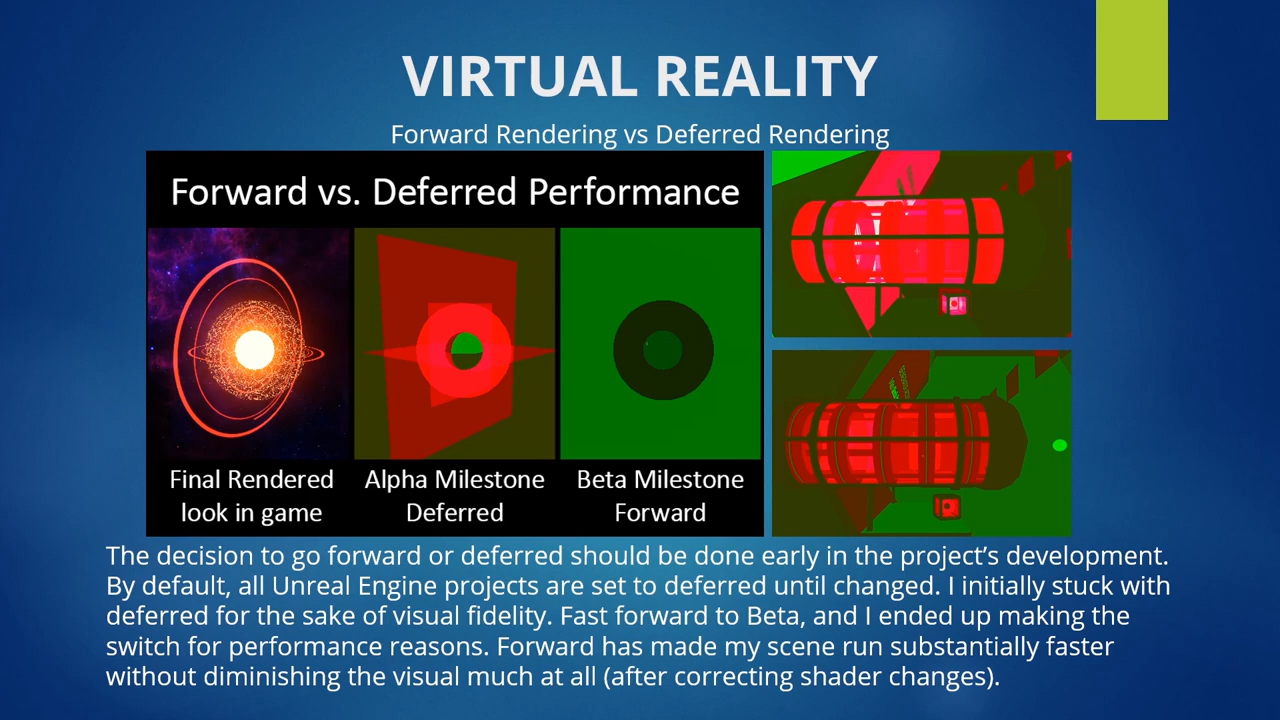 VIRTUAL REALITY
Forward Rendering vs Deferred Rendering
Forward vs. Deferred Performance
Final Rendered
look in game
Alpha Milestone
Deferred
Beta Milestone
Forward
The decision to go forward or deferred should be done early in the project’s development.
By default, all Unreal Engine projects are set to deferred until changed. I initially stuck with
deferred for the sake of visual fidelity. Fast forward to Beta, and I ended up making the
switch for performance reasons. Forward has made my scene run substantially faster
without diminishing the visual much at all (after correcting shader changes).